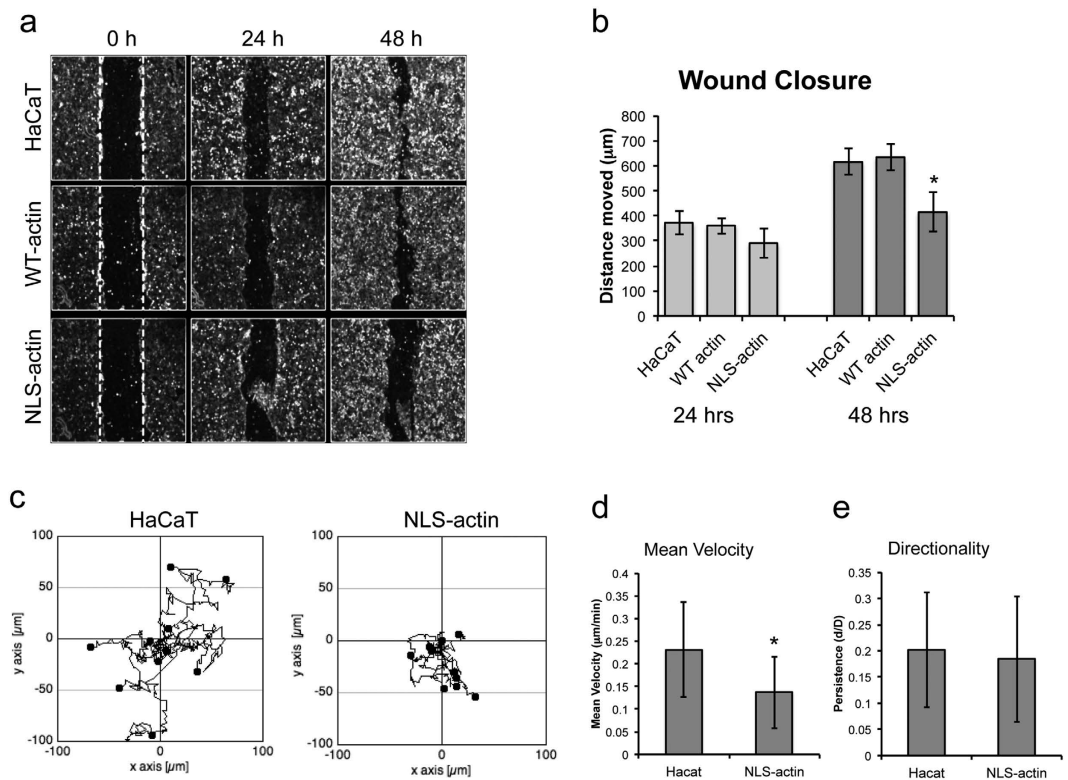 a
0 h 24 h 48 h
HaCaT
WT-actin
NLS-actin
b
Wound Closure
Distance moved (μm)
800
700
600
500
400
300
200
100
0
HaCaT
WT actin
NLS-actin
HaCaT
WT actin
NLS-actin
*
24 hrs 48 hrs
c
HaCaT
y axis [μm]
100
50
0
-50
-100
-100 0 100
x axis [μm]
NLS-actin
y axis [μm]
100
50
0
-50
-100
-100 0 100
x axis [μm]
d
Mean Velocity
Mean Velocity (μm/min)
0.4
0.35
0.3
0.25
0.2
0.15
0.1
0.05
0
*
Hacat NLS-actin
e
Directionality
Persistence (d/D)
0.35
0.3
0.25
0.2
0.15
0.1
0.05
0
Hacat NLS-actin